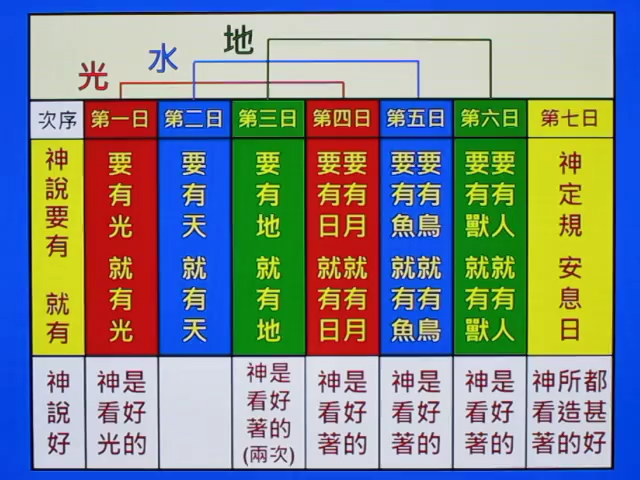 光 水 地
次序 第一日 第二日 第三日 第四日 第五日 第六日 第七日
神說要有 就有
要有光 就有光
要有天 就有天
要有地 就有地
要有日 就有日
要有月 就有月
要有魚 就有魚
要有鳥 就有鳥
要有獸 就有獸
要有人 就有人
神定規 安息日
神說好
神看光是好的
神看著是好的
(兩次)
神看著是好的
神看著是好的
神看著是好的
神看著所造的都甚好